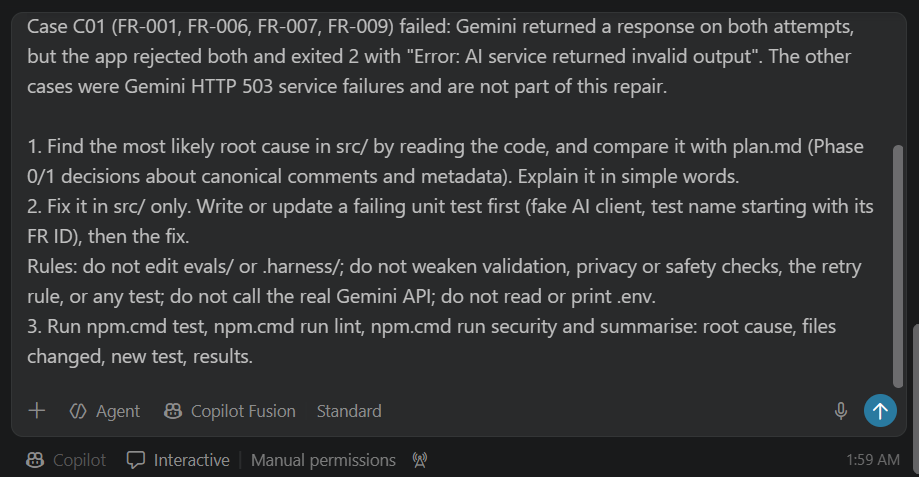 Case C01 (FR-001, FR-006, FR-007, FR-009) failed: Gemini returned a response on both attempts,
but the app rejected both and exited 2 with "Error: AI service returned invalid output". The other
cases were Gemini HTTP 503 service failures and are not part of this repair.
1. Find the most likely root cause in src/ by reading the code, and compare it with plan.md (Phase
0/1 decisions about canonical comments and metadata). Explain it in simple words.
2. Fix it in src/ only. Write or update a failing unit test first (fake AI client, test name starting with its
FR ID), then the fix.
Rules: do not edit evals/ or .harness/; do not weaken validation, privacy or safety checks, the retry
rule, or any test; do not call the real Gemini API; do not read or print .env.
3. Run npm.cmd test, npm.cmd run lint, npm.cmd run security and summarise: root cause, files
changed, new test, results.
Agent Copilot Fusion Standard
Copilot Interactive Manual permissions 1:59 AM